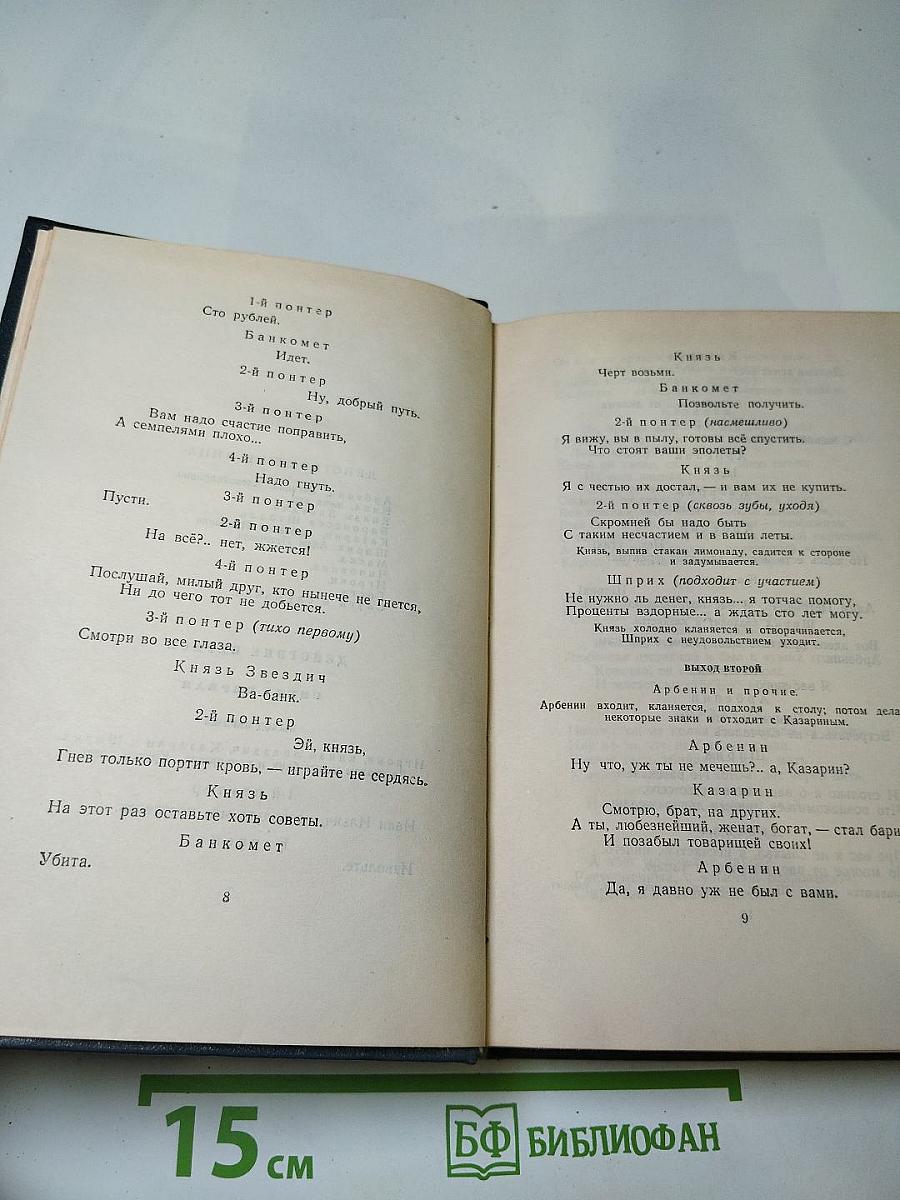 1-й понтер
Сто рублей.
Банкомет
Идет.
2-й понтер
Ну, добрый путь.
3-й понтер
Вам надо счастие поправить,
А семпелями плохо...
4-й понтер
Надо гнуть.
3-й понтер
Пусти.
2-й понтер
На всё?.. нет, жжется!
4-й понтер
Послушай, милый друг, кто нынече не гнется,
Ни до чего тот не добьется.
3-й понтер (тихо первому)
Смотри во все глаза.
Князь Звездич
Ва-банк.
2-й понтер
Эй, князь,
Гнев только портит кровь, — играйте не сердясь.
Князь
На этот раз оставьте хоть советы.
Банкомет
Убита.
8
Князь
Черт возьми.
Банкомет
Позвольте получить.
2-й понтер (насмешливо)
Я вижу, вы в пылу, готовы всё спустить.
Что стоят ваши эполеты?
Князь
Я с честью их достал, — и вам их не купить.
2-й понтер (сквозь зубы, уходя)
Скромней бы надо быть
С таким несчастием и в ваши леты.
Князь, выпив стакан лимонаду, садится к стороне
и задумывается.
Шприх (подходит с участием)
Не нужно ль денег, князь... я тотчас помогу,
Проценты вздорные... а ждать сто лет могу.
Князь холодно кланяется и отворачивается,
Шприх с неудовольствием уходит.
ВЫХОД ВТОРОЙ
Арбенин и прочие.
Арбенин входит, кланяется, подходя к столу; потом дела
некоторые знаки и отходит с Казариным.
Арбенин
Ну что, уж ты не мечешь?.. а, Казарин?
Казарин
Смотрю, брат, на других.
А ты, любезнейший, женат, богат, — стал бари
И позабыл товарищей своих!
Арбенин
Да, я давно уж не был с вами.
9
15 см
БФ БИБЛИОФАН